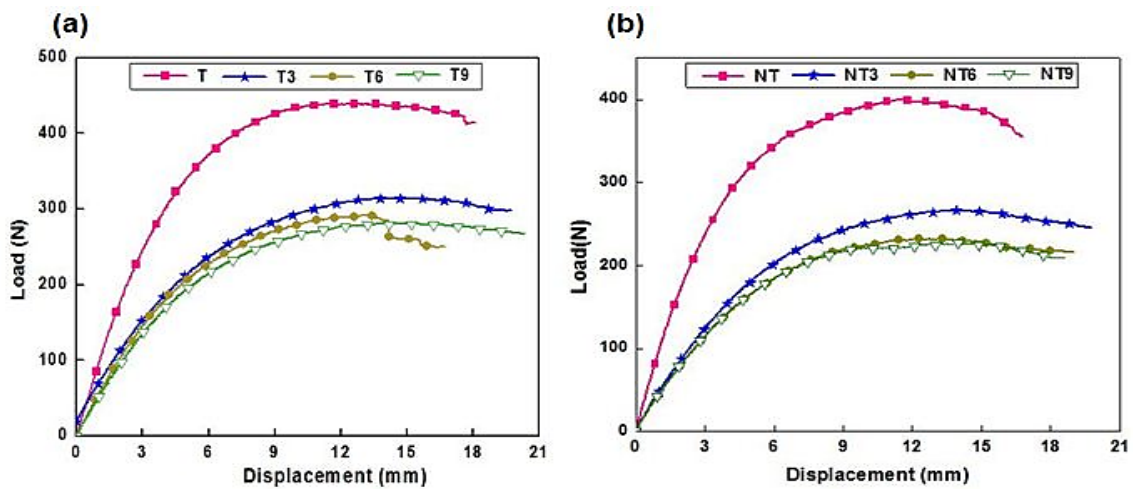 (a)
T T3 T6 T9
500
400
300
200
100
0
Load (N)
0 3 6 9 12 15 18 21
Displacement (mm)
(b)
NT NT3 NT6 NT9
400
300
200
100
0
Load(N)
0 3 6 9 12 15 18 21
Displacement (mm)